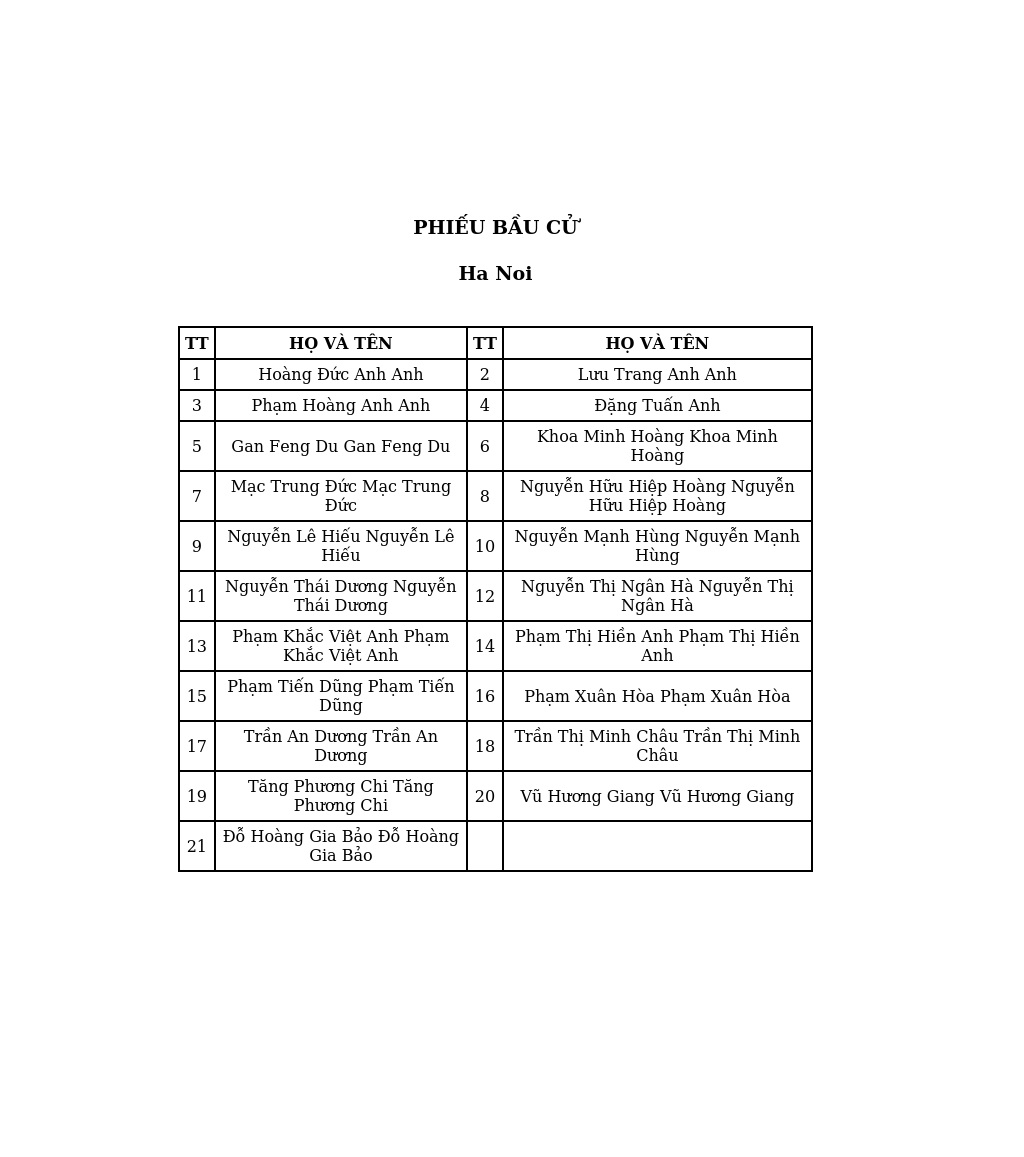 PHIẾU BẦU CỬ
Ha Noi
TT HỌ VÀ TÊN TT HỌ VÀ TÊN
1 Hoàng Đức Anh Anh 2 Lưu Trang Anh Anh
3 Phạm Hoàng Anh Anh 4 Đặng Tuấn Anh
5 Gan Feng Du Gan Feng Du 6 Khoa Minh Hoàng Khoa Minh
Hoàng
7 Mạc Trung Đức Mạc Trung
Đức
8 Nguyễn Hữu Hiệp Hoàng Nguyễn
Hữu Hiệp Hoàng
9 Nguyễn Lê Hiếu Nguyễn Lê
Hiếu
10 Nguyễn Mạnh Hùng Nguyễn Mạnh
Hùng
11 Nguyễn Thái Dương Nguyễn
Thái Dương
12 Nguyễn Thị Ngân Hà Nguyễn Thị
Ngân Hà
13 Phạm Khắc Việt Anh Phạm
Khắc Việt Anh
14 Phạm Thị Hiền Anh Phạm Thị Hiền
Anh
15 Phạm Tiến Dũng Phạm Tiến
Dũng
16 Phạm Xuân Hòa Phạm Xuân Hòa
17 Trần An Dương Trần An
Dương
18 Trần Thị Minh Châu Trần Thị Minh
Châu
19 Tăng Phương Chi Tăng
Phương Chi
20 Vũ Hương Giang Vũ Hương Giang
21 Đỗ Hoàng Gia Bảo Đỗ Hoàng
Gia Bảo